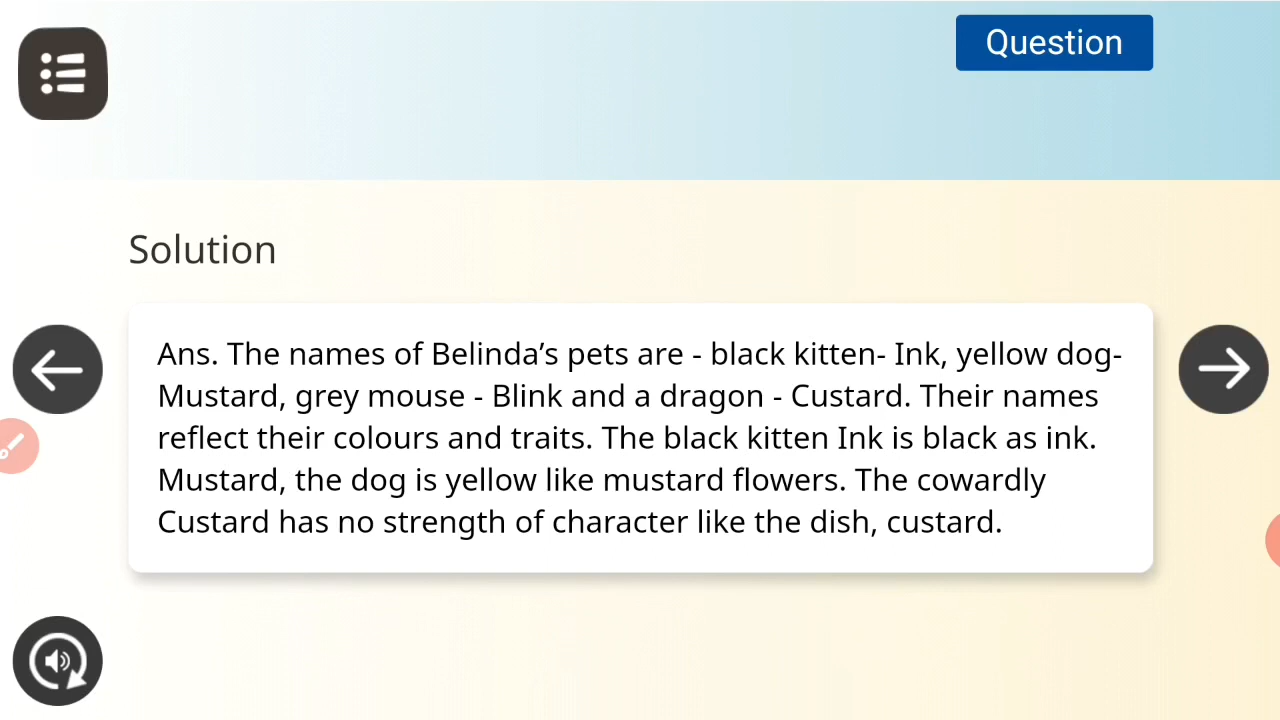 Question
Solution
Ans. The names of Belinda’s pets are - black kitten- Ink, yellow dog-
Mustard, grey mouse - Blink and a dragon - Custard. Their names
reflect their colours and traits. The black kitten Ink is black as ink.
Mustard, the dog is yellow like mustard flowers. The cowardly
Custard has no strength of character like the dish, custard.